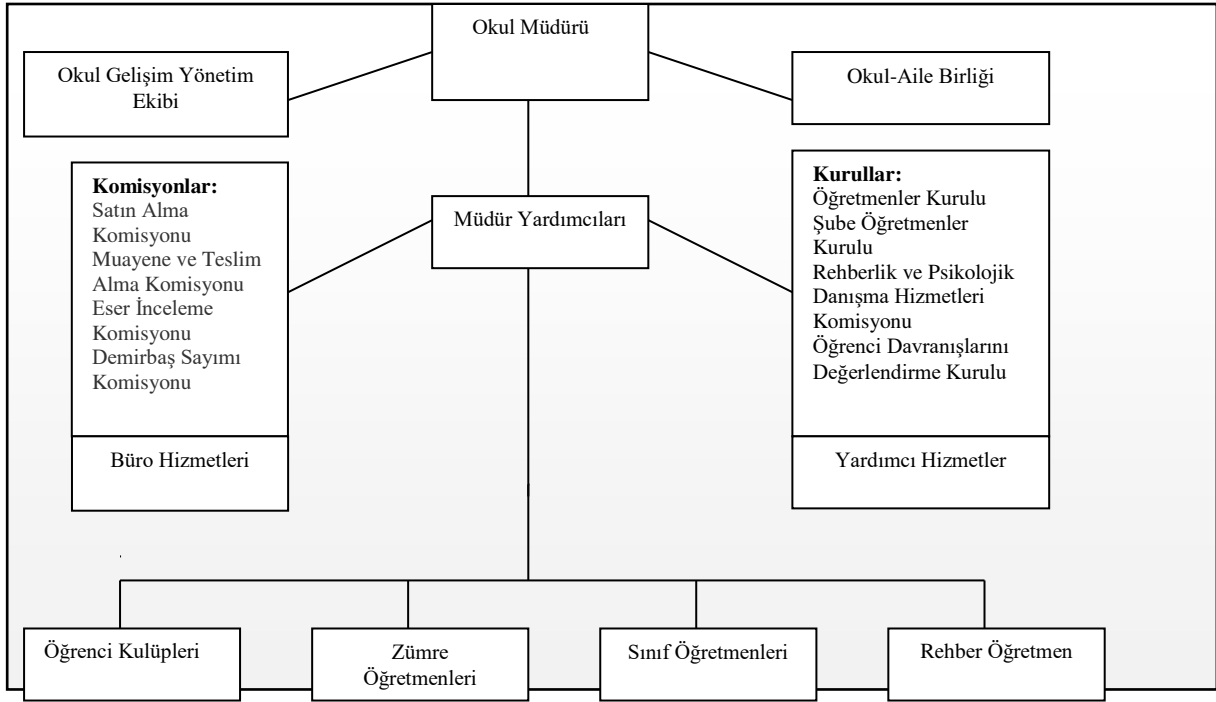 Okul Müdürü
Okul Gelişim Yönetim
Ekibi
Okul-Aile Birliği
Komisyonlar:
Satın Alma
Komisyonu
Muayene ve Teslim
Alma Komisyonu
Eser İnceleme
Komisyonu
Demirbaş Sayımı
Komisyonu
Müdür Yardımcıları
Kurullar:
Öğretmenler Kurulu
Şube Öğretmenler
Kurulu
Rehberlik ve Psikolojik
Danışma Hizmetleri
Komisyonu
Öğrenci Davranışlarını
Değerlendirme Kurulu
Büro Hizmetleri
Yardımcı Hizmetler
Öğrenci Kulüpleri
Zümre
Öğretmenleri
Sınıf Öğretmenleri
Rehber Öğretmen